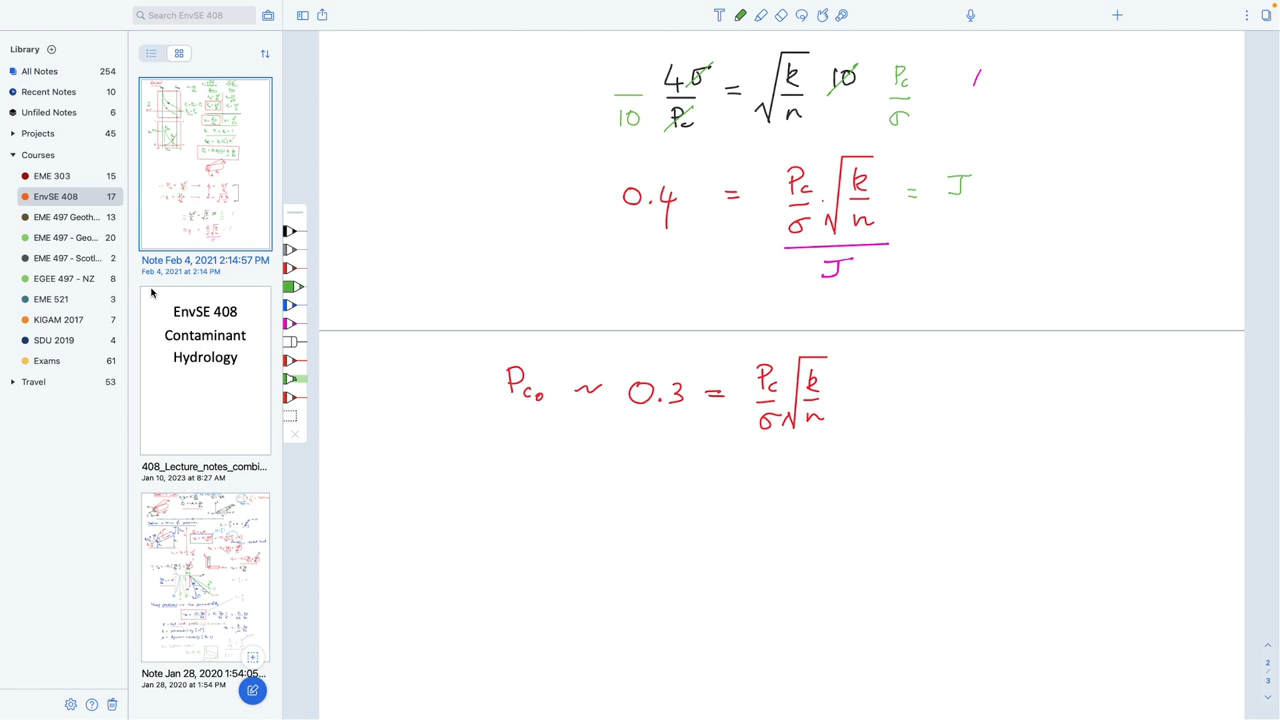 Search EnvSE 408
Library
All Notes 254
Recent Notes 10
Unfiled Notes 6
Projects 45
Courses
EME 303 15
EnvSE 408 17
EME 497 Geoth... 13
EME 497 - Geo... 20
EME 497 - Scotl... 2
EGEE 497 - NZ 8
EME 521 3
KIGAM 2017 7
SDU 2019 4
Exams 61
Travel 53
Note Feb 4, 2021 2:14:57 PM
Feb 4, 2021 at 2:14 PM
EnvSE 408
Contaminant
Hydrology
408_Lecture_notes_combi...
Jan 10, 2023 at 8:27 AM
Note Jan 28, 2020 1:54:05...
Jan 28, 2020 at 1:54 PM
10 4σ/Pc = √(k/n) 10 Pc/σ
0.4 = Pc/σ · √(k/n) = J
J
Pc₀ ~ 0.3 = Pc/σ √(k/n)
2
/
3